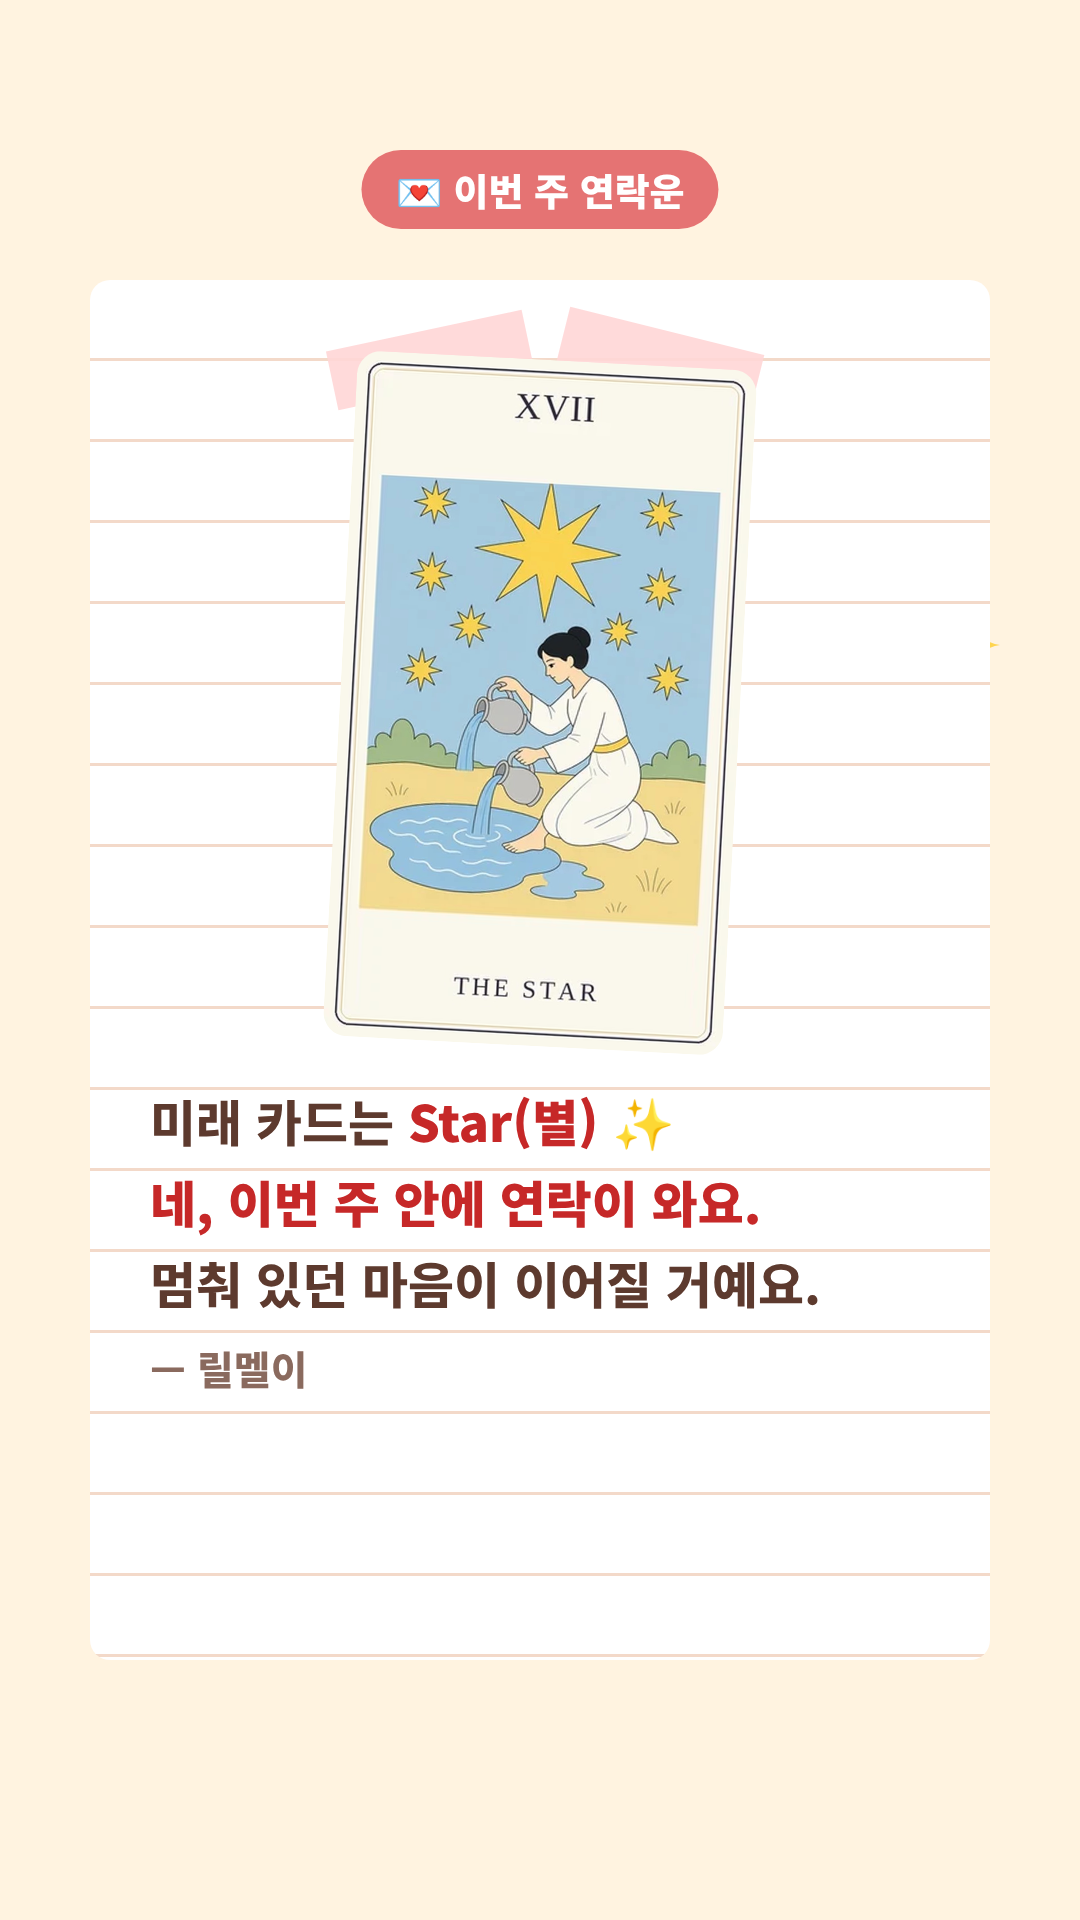 💌 이번 주 연락운
XVII
THE STAR
미래 카드는 Star(별) ✨
네, 이번 주 안에 연락이 와요.
멈춰 있던 마음이 이어질 거예요.
— 릴멜이